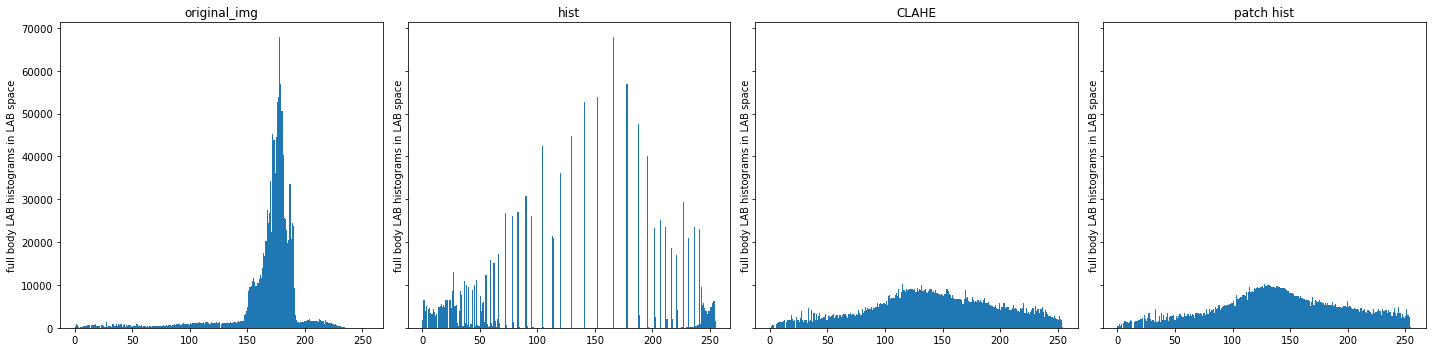 original_img
hist
CLAHE
patch hist
full body LAB histograms in LAB space
full body LAB histograms in LAB space
full body LAB histograms in LAB space
full body LAB histograms in LAB space
70000
60000
50000
40000
30000
20000
10000
0
0 50 100 150 200 250
0 50 100 150 200 250
0 50 100 150 200 250
0 50 100 150 200 250